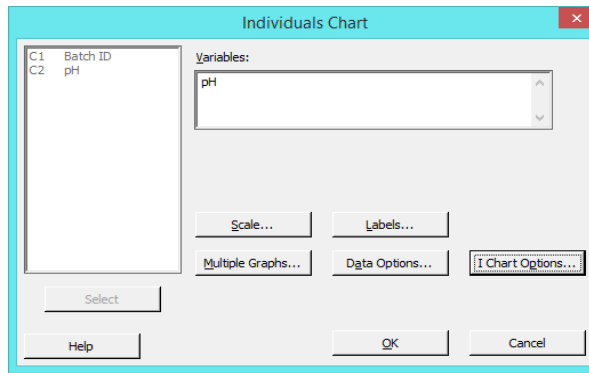 Individuals Chart
C1 Batch ID
C2 pH
Variables:
pH
Scale...
Labels...
Multiple Graphs...
Data Options...
I Chart Options...
Select
Help
OK
Cancel